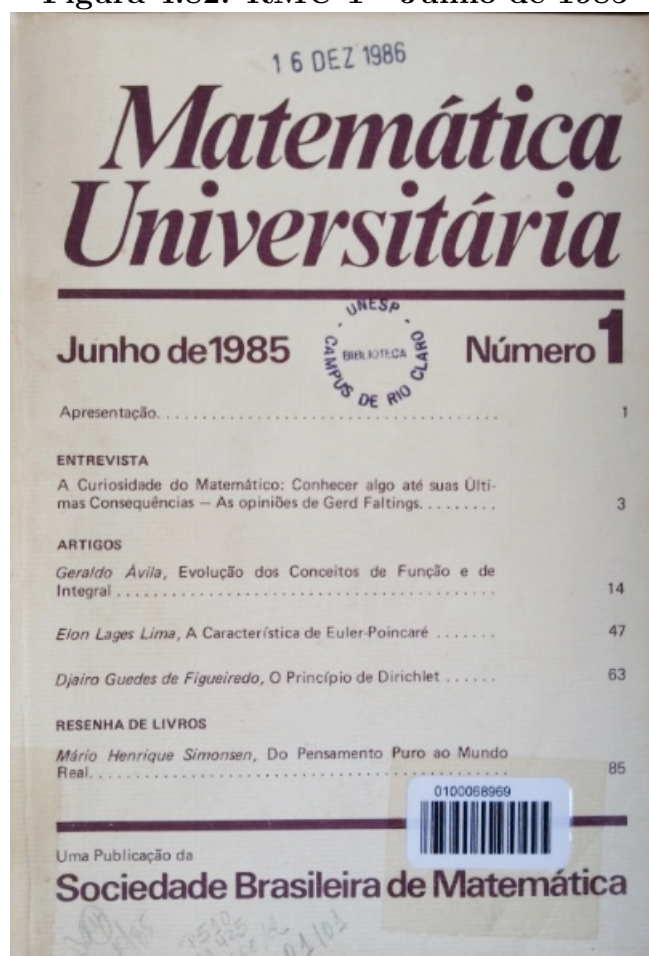 Figura 4.82: RMU 1 - Junho de 1985
16 DEZ 1986
Matemática
Universitária
Junho de 1985
Número 1
UNESP
BIBLIOTECA
CAMPUS DE RIO CLARO
Apresentação. . . . . . . . . . . . . . . . . . . . . . . . . . . . . . . . . . . . . . 1
ENTREVISTA
A Curiosidade do Matemático: Conhecer algo até suas Últi-
mas Consequências — As opiniões de Gerd Faltings. . . . . . . . . 3
ARTIGOS
Geraldo Ávila, Evolução dos Conceitos de Função e de
Integral . . . . . . . . . . . . . . . . . . . . . . . . . . . . . . . . . . . . . . . . . . 14
Elon Lages Lima, A Característica de Euler-Poincaré . . . . . . . 47
Djairo Guedes de Figueiredo, O Princípio de Dirichlet . . . . . . 63
RESENHA DE LIVROS
Mário Henrique Simonsen, Do Pensamento Puro ao Mundo
Real. . . . . . . . . . . . . . . . . . . . . . . . . . . . . . . . . . . . . . . . . . . . . . 85
0100068969
Uma Publicação da
Sociedade Brasileira de Matemática